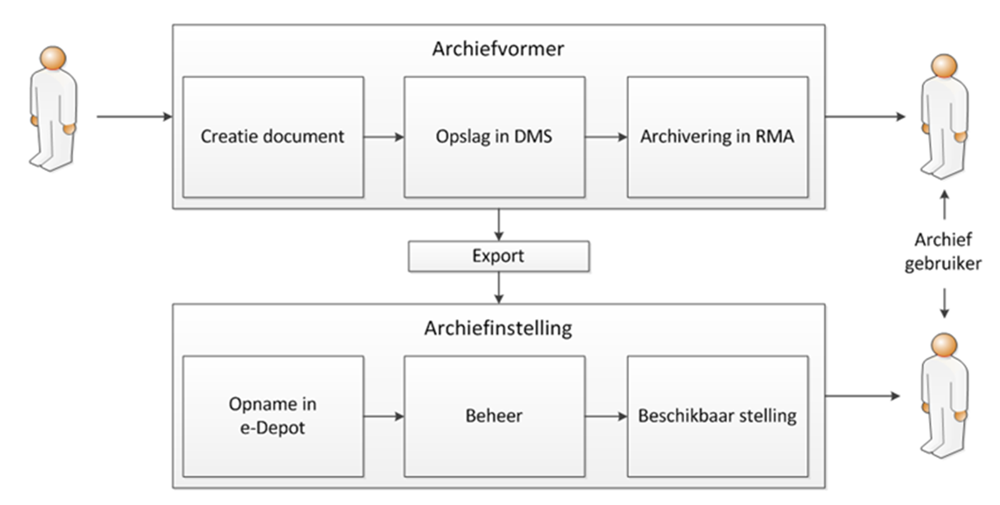 Archiefvormer
Creatie document
Opslag in DMS
Archivering in RMA
Export
Archief
gebruiker
Archiefinstelling
Opname in
e-Depot
Beheer
Beschikbaar stelling